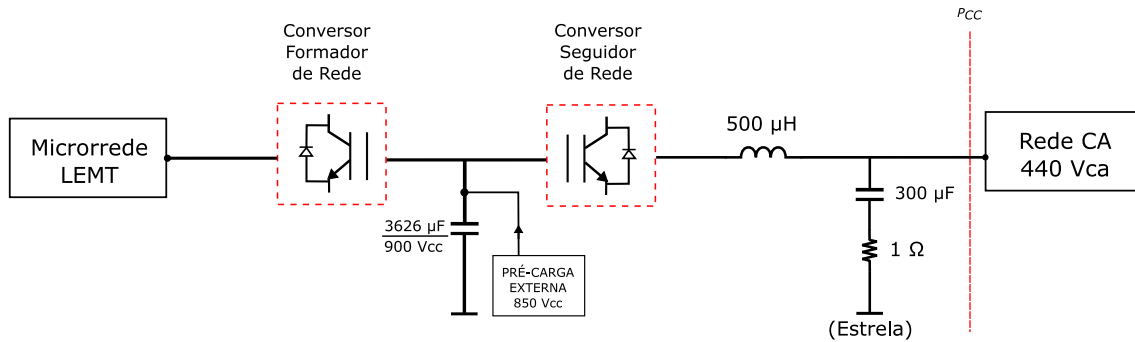 PCC
Conversor
Formador
de Rede
Conversor
Seguidor
de Rede
Microrrede
LEMT
500 µH
Rede CA
440 Vca
300 µF
1 Ω
(Estrela)
3626 µF
900 Vcc
PRÉ-CARGA
EXTERNA
850 Vcc